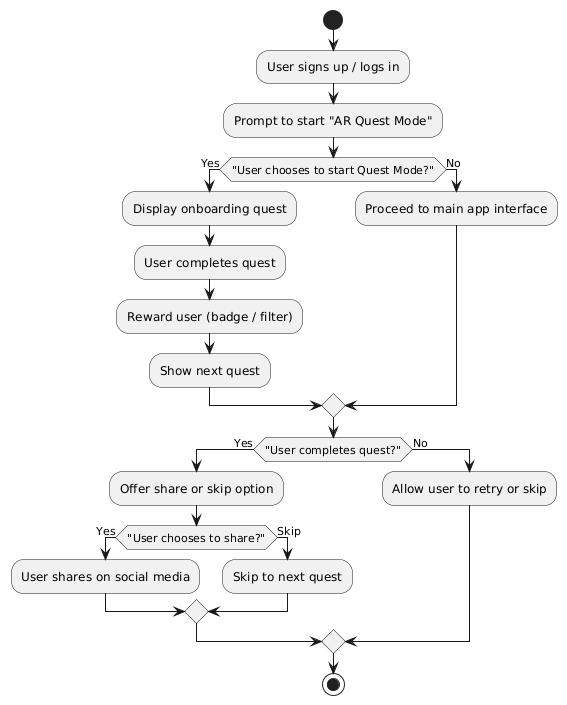 User signs up / logs in
Prompt to start "AR Quest Mode"
Yes
"User chooses to start Quest Mode?"
No
Display onboarding quest
Proceed to main app interface
User completes quest
Reward user (badge / filter)
Show next quest
Yes
"User completes quest?"
No
Offer share or skip option
Allow user to retry or skip
Yes
"User chooses to share?"
Skip
User shares on social media
Skip to next quest